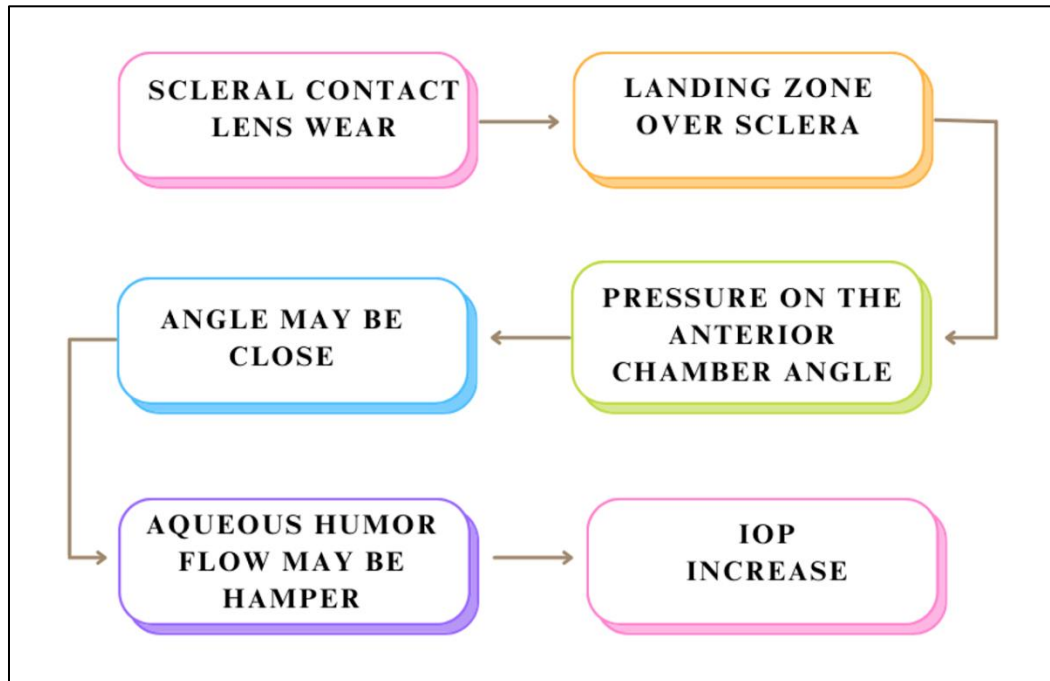 SCLERAL CONTACT
LENS WEAR
LANDING ZONE
OVER SCLERA
PRESSURE ON THE
ANTERIOR
CHAMBER ANGLE
ANGLE MAY BE
CLOSE
AQUEOUS HUMOR
FLOW MAY BE
HAMPER
IOP
INCREASE